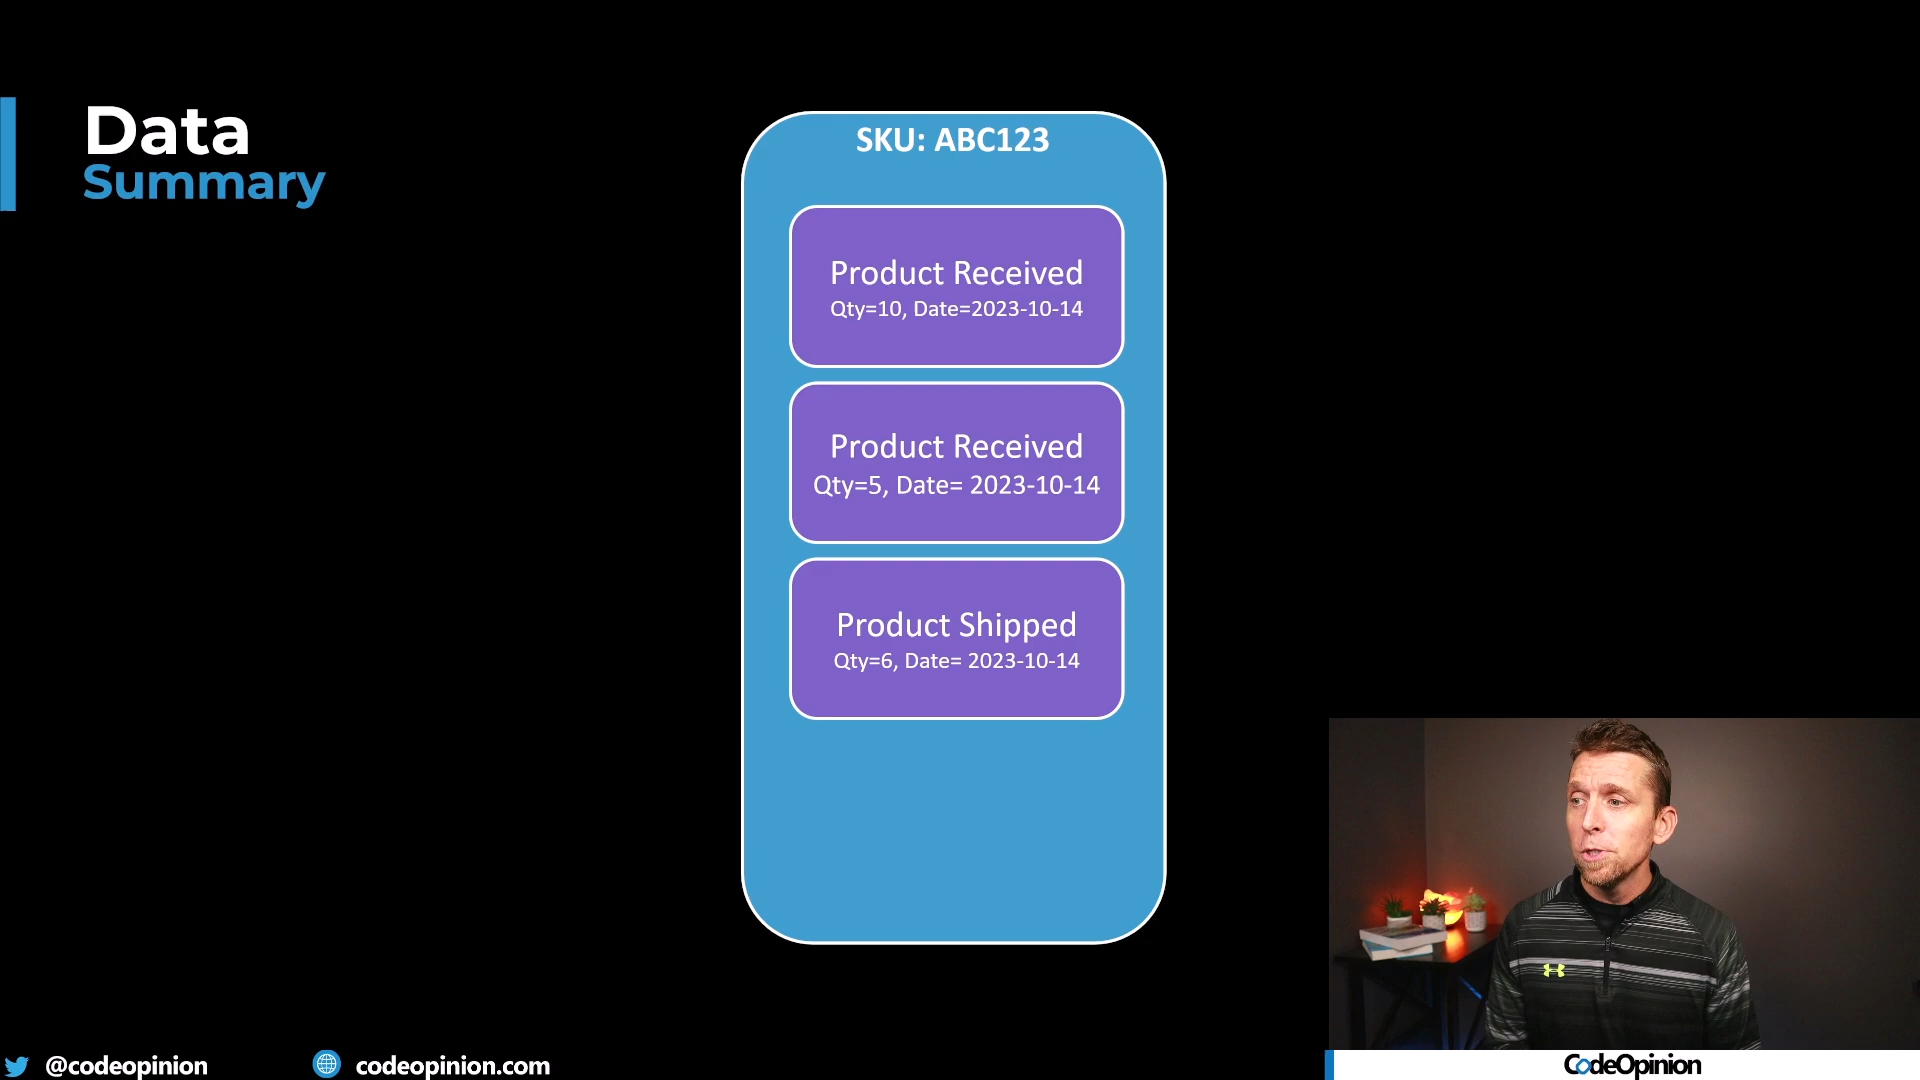 Data
Summary
SKU: ABC123
Product Received
Qty=10, Date=2023-10-14
Product Received
Qty=5, Date= 2023-10-14
Product Shipped
Qty=6, Date= 2023-10-14
@codeopinion
codeopinion.com
CodeOpinion